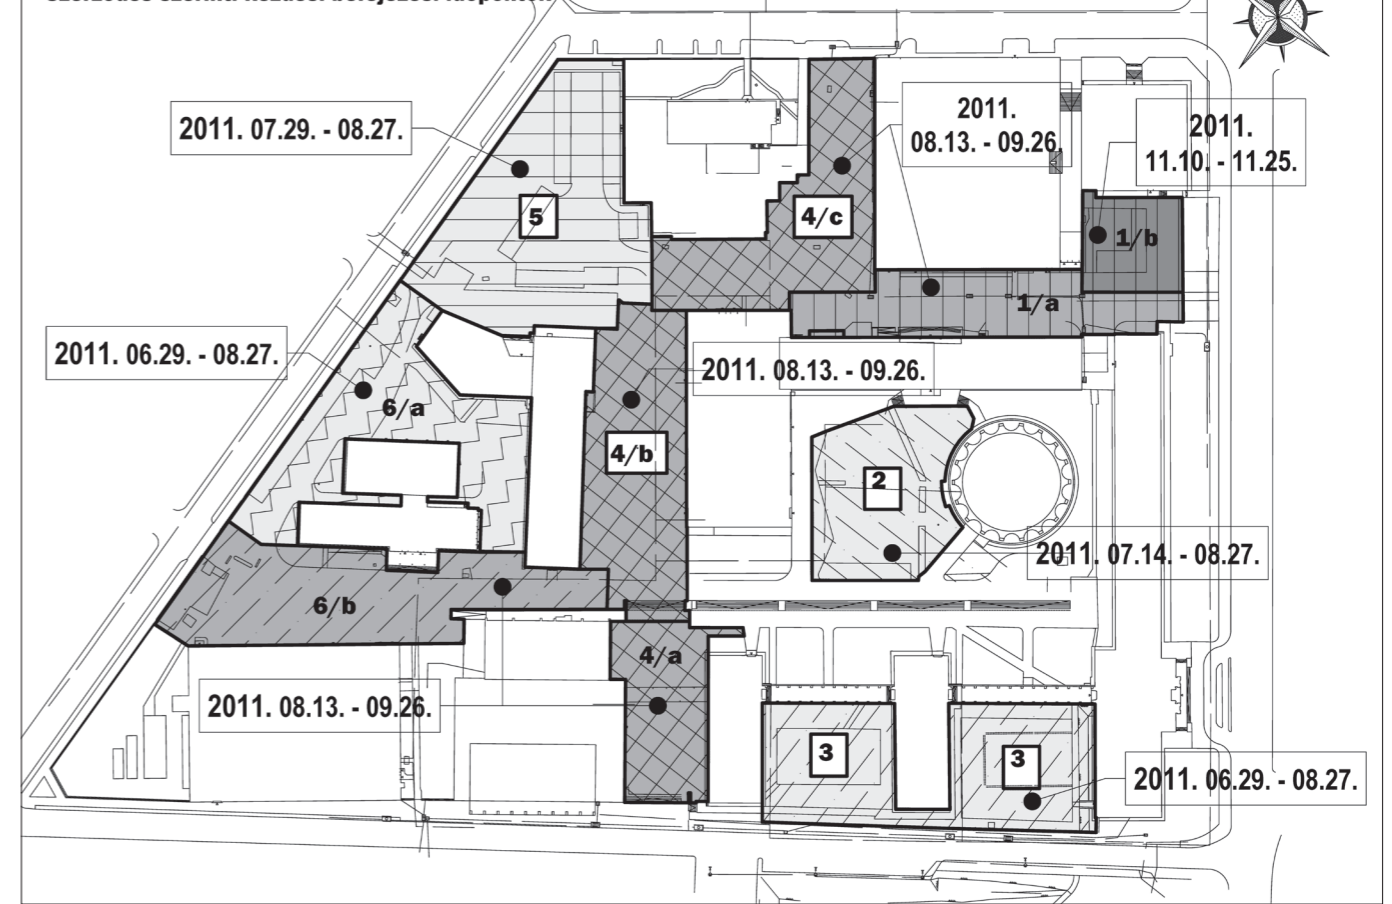 2011. 07.29. - 08.27.
2011.
08.13. - 09.26.
2011.
11.10. - 11.25.
5
4/c
1/b
1/a
2011. 06.29. - 08.27.
6/a
2011. 08.13. - 09.26.
4/b
2
2011. 07.14. - 08.27.
6/b
4/a
2011. 08.13. - 09.26.
3
3
2011. 06.29. - 08.27.